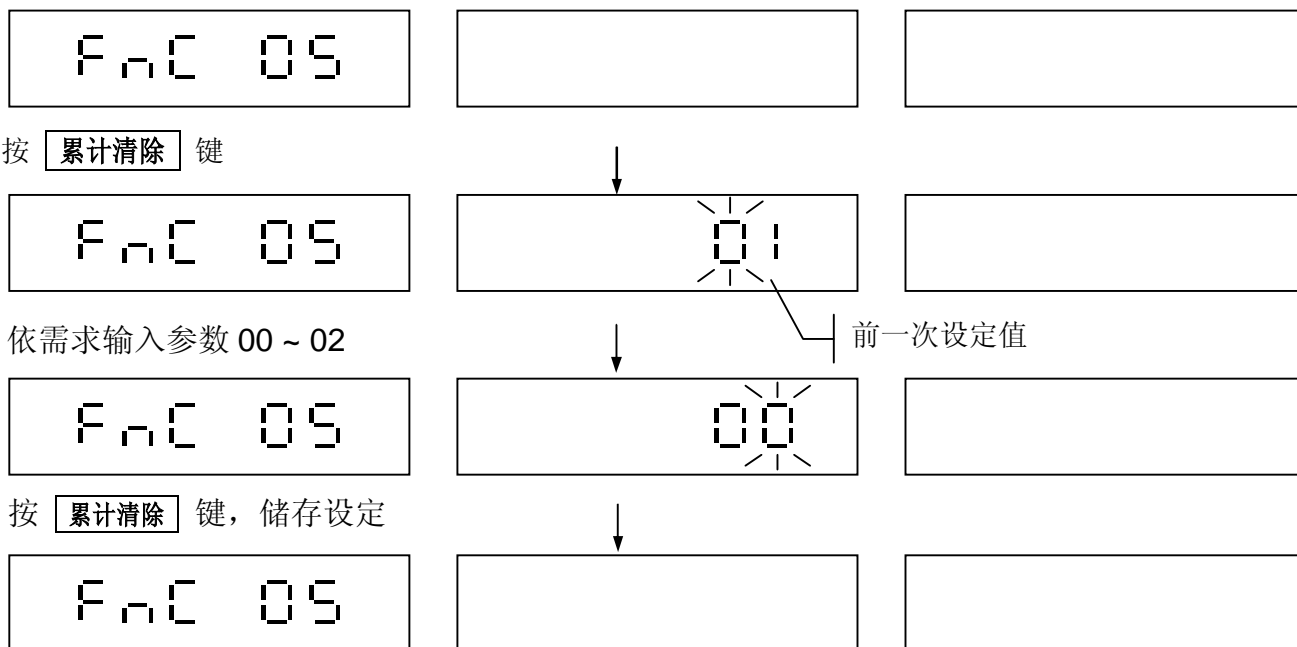 FnC 05
按 累计清除 键
FnC 05 01
依需求输入参数 00 ~ 02
前一次设定值
FnC 05 00
按 累计清除 键，储存设定
FnC 05